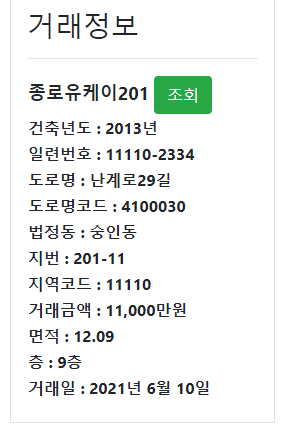 거래정보
종로유케이201 조회
건축년도 : 2013년
일련번호 : 11110-2334
도로명 : 난계로29길
도로명코드 : 4100030
법정동 : 숭인동
지번 : 201-11
지역코드 : 11110
거래금액 : 11,000만원
면적 : 12.09
층 : 9층
거래일 : 2021년 6월 10일